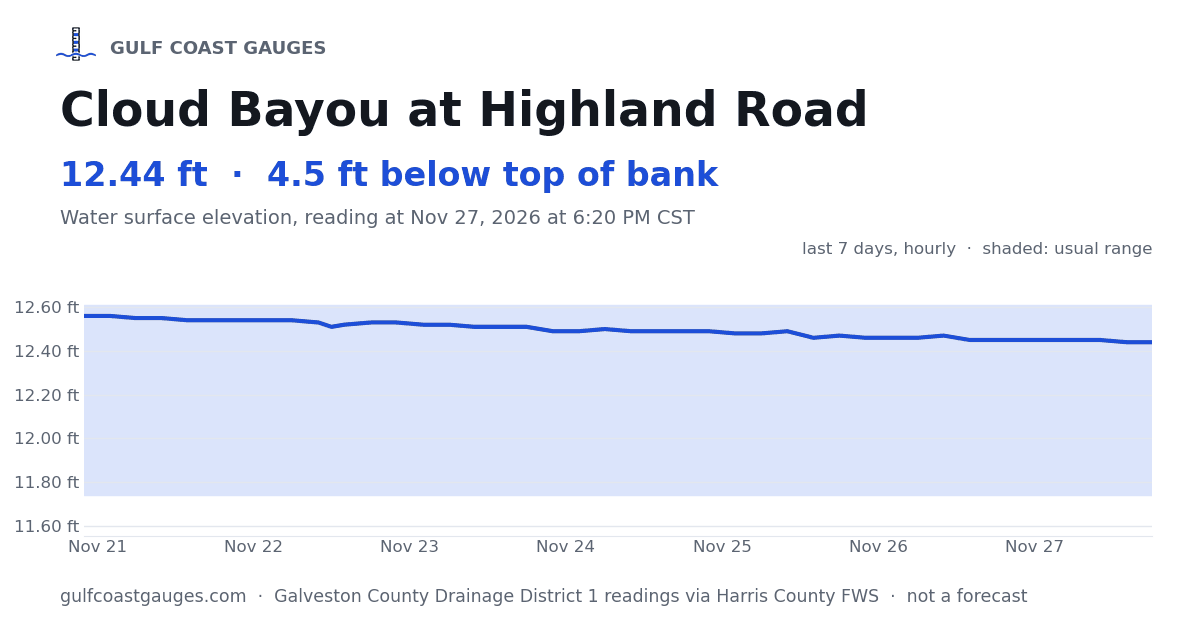 GULF COAST GAUGES
Cloud Bayou at Highland Road
12.44 ft · 4.5 ft below top of bank
Water surface elevation, reading at Nov 27, 2026 at 6:20 PM CST
last 7 days, hourly · shaded: usual range
12.60 ft
12.40 ft
12.20 ft
12.00 ft
11.80 ft
11.60 ft
Nov 21 Nov 22 Nov 23 Nov 24 Nov 25 Nov 26 Nov 27
gulfcoastgauges.com · Galveston County Drainage District 1 readings via Harris County FWS · not a forecast